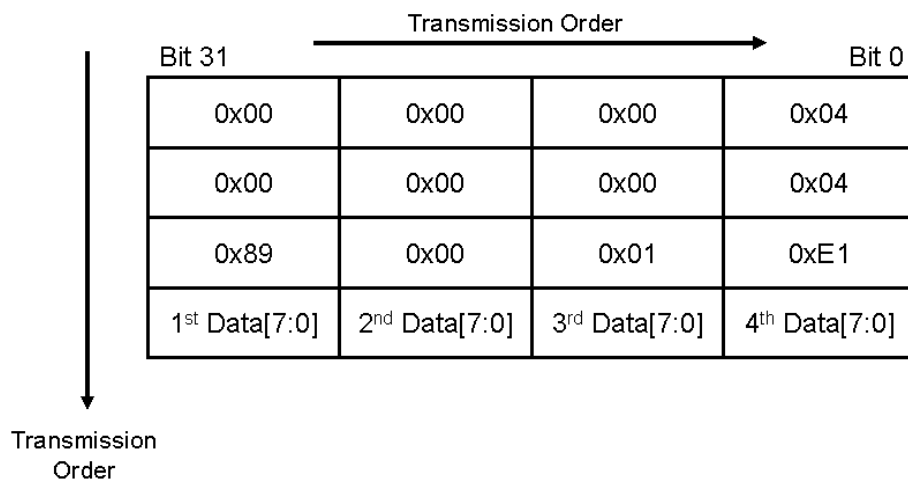 Transmission Order
Bit 31 Bit 0
0x00 0x00 0x00 0x04
0x00 0x00 0x00 0x04
0x89 0x00 0x01 0xE1
1st Data[7:0] 2nd Data[7:0] 3rd Data[7:0] 4th Data[7:0]
Transmission
Order